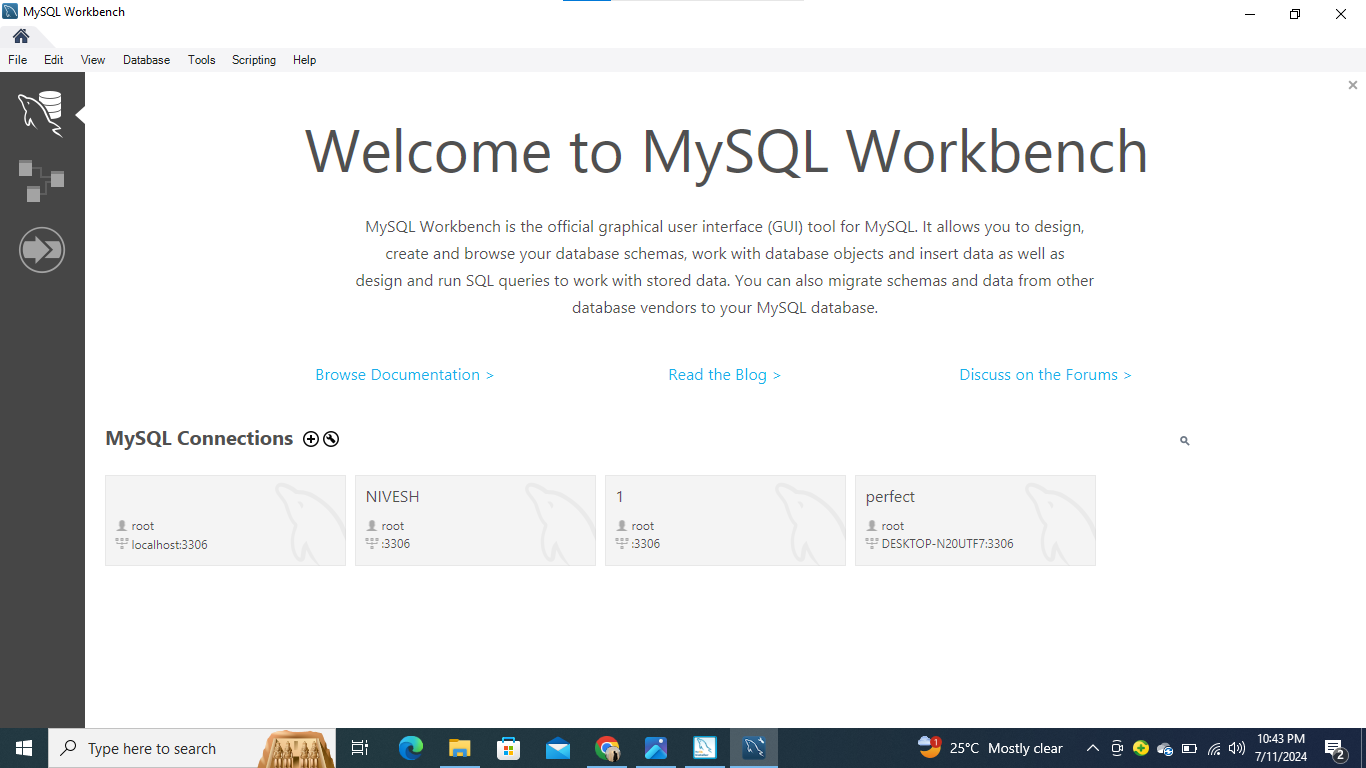 MySQL Workbench
File Edit View Database Tools Scripting Help
Welcome to MySQL Workbench
MySQL Workbench is the official graphical user interface (GUI) tool for MySQL. It allows you to design,
create and browse your database schemas, work with database objects and insert data as well as
design and run SQL queries to work with stored data. You can also migrate schemas and data from other
database vendors to your MySQL database.
Browse Documentation > Read the Blog > Discuss on the Forums >
MySQL Connections
root
localhost:3306
NIVESH
root
:3306
1
root
:3306
perfect
root
DESKTOP-N20UTF7:3306
Type here to search
1
25°C Mostly clear
10:43 PM
7/11/2024
2